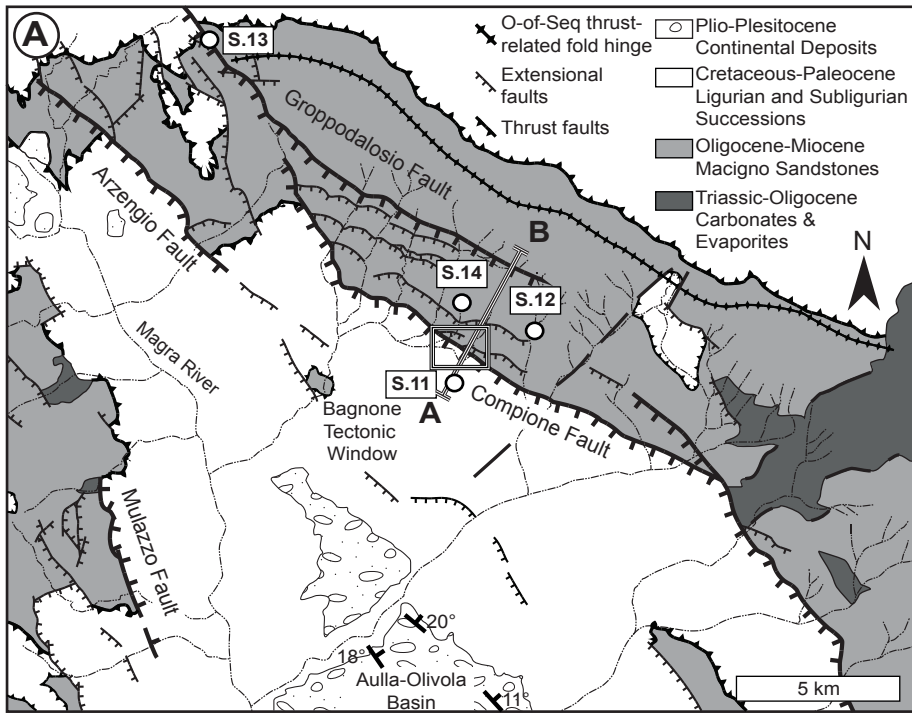 A
S.13
O-of-Seq thrust-
related fold hinge
Extensional
faults
Thrust faults
Plio-Plesitocene
Continental Deposits
Cretaceous-Paleocene
Ligurian and Subligurian
Successions
Oligocene-Miocene
Macigno Sandstones
Triassic-Oligocene
Carbonates &
Evaporites
N
Groppodalosio Fault
Arzengio Fault
B
S.14
S.12
Magra River
S.11
A
Compione Fault
Bagnone
Tectonic
Window
Mulazzo Fault
20°
18°
Aulla-Olivola
Basin
11°
5 km